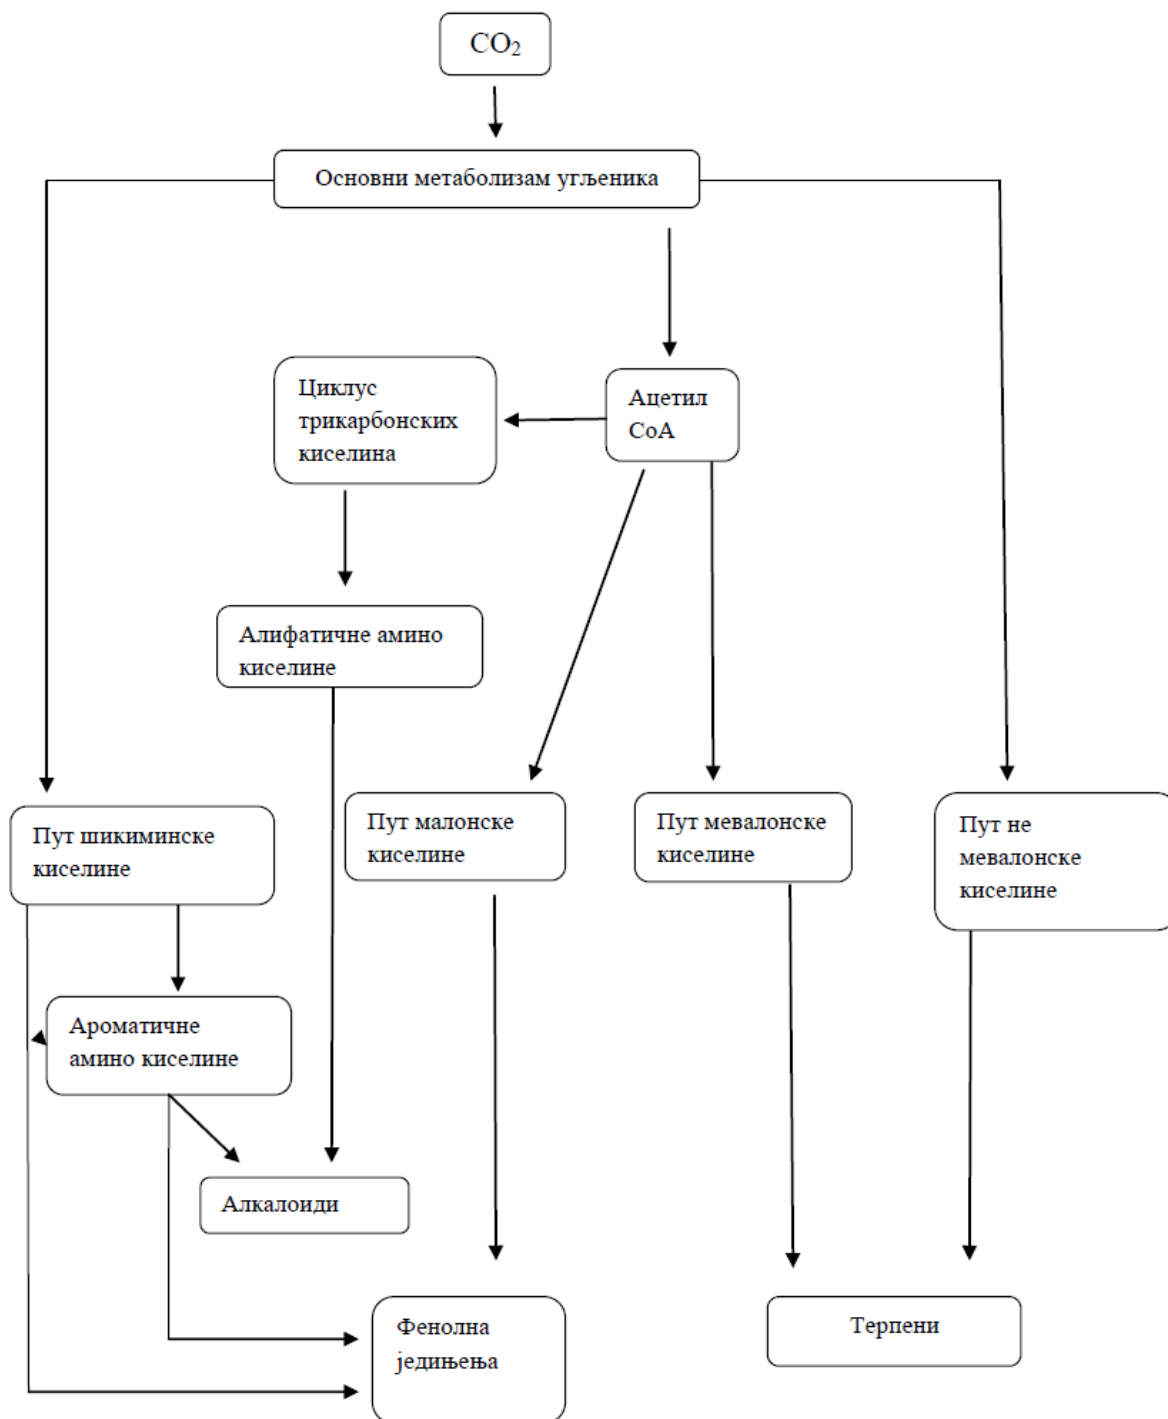 CO₂
Основни метаболизам угљеника
Циклус
трикарбонских
киселина
Ацетил
CoA
Алифатичне амино
киселине
Пут шикиминске
киселине
Пут малонске
киселине
Пут мевалонске
киселине
Пут не
мевалонске
киселине
Ароматичне
амино киселине
Алкалоиди
Фенолна
једињења
Терпени